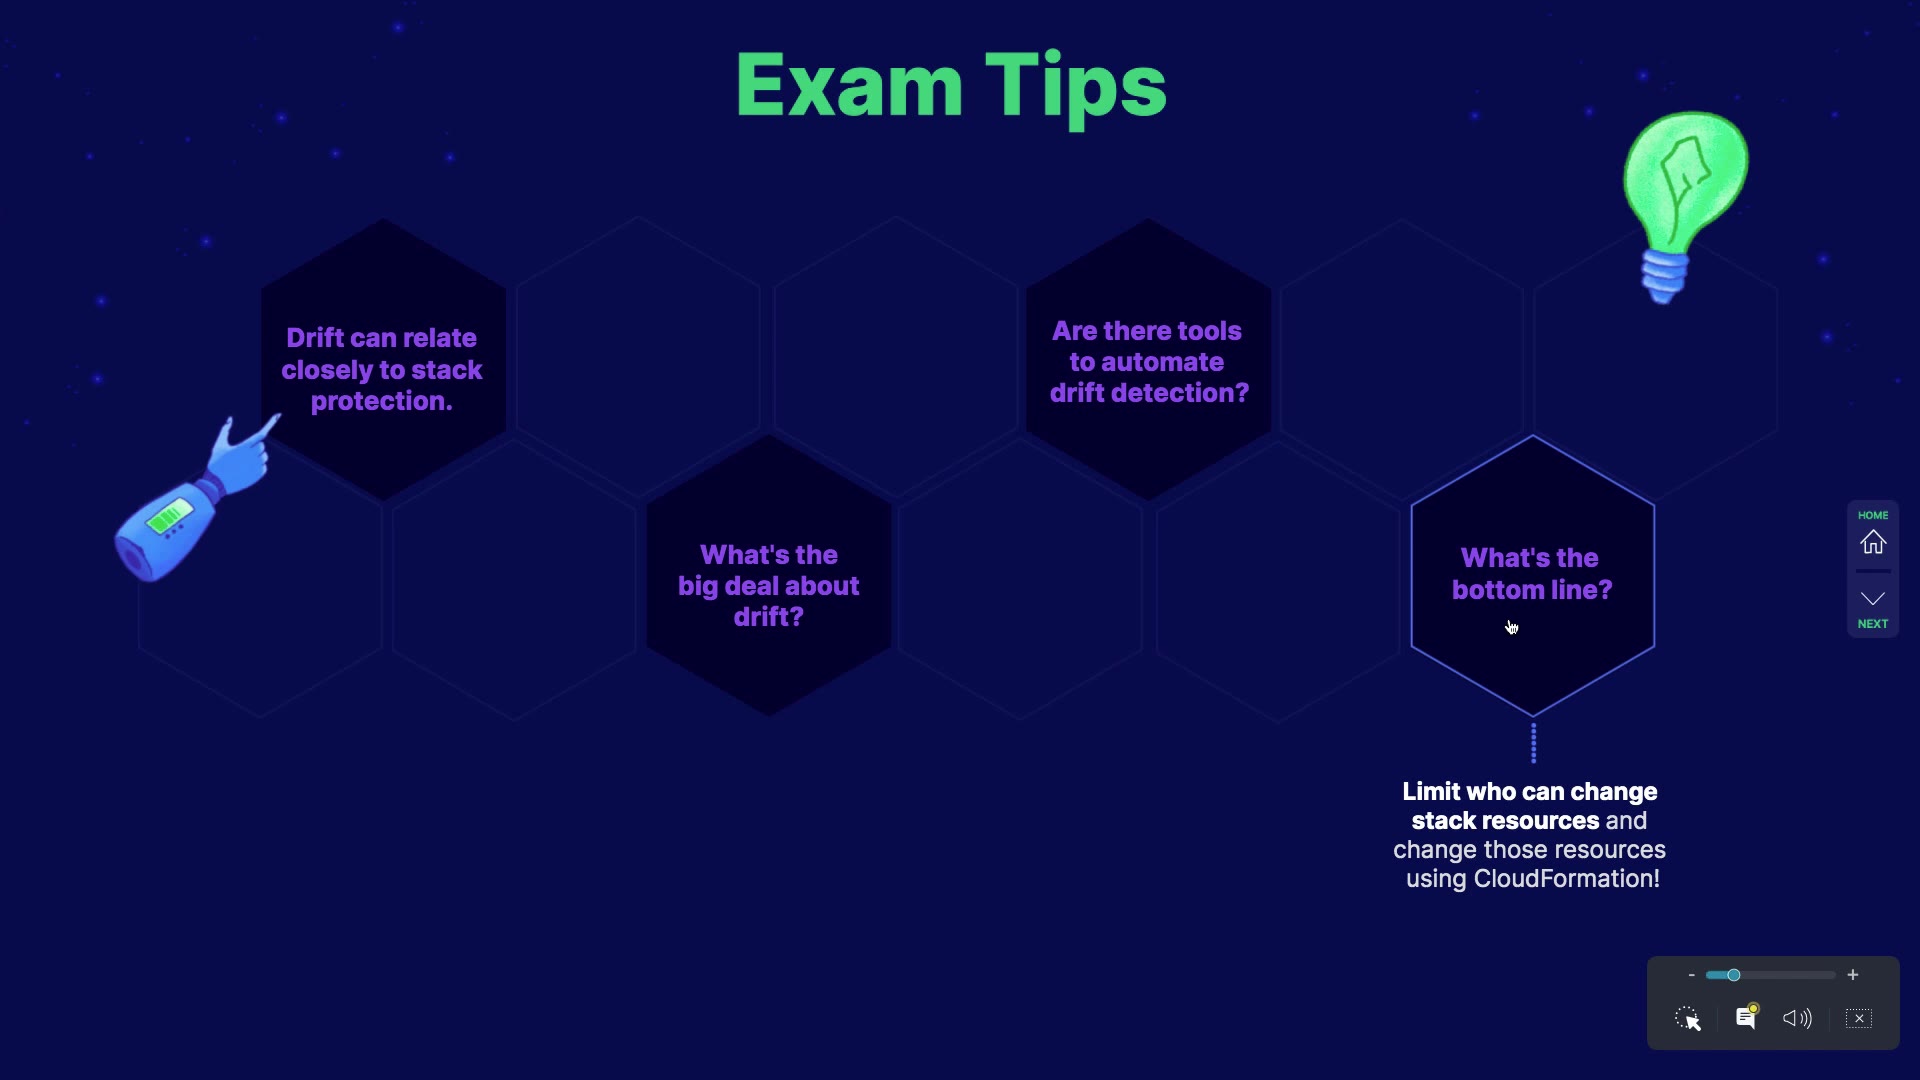 Exam Tips
Drift can relate
closely to stack
protection.
Are there tools
to automate
drift detection?
What's the
big deal about
drift?
What's the
bottom line?
Limit who can change
stack resources and
change those resources
using CloudFormation!
HOME
NEXT
- +